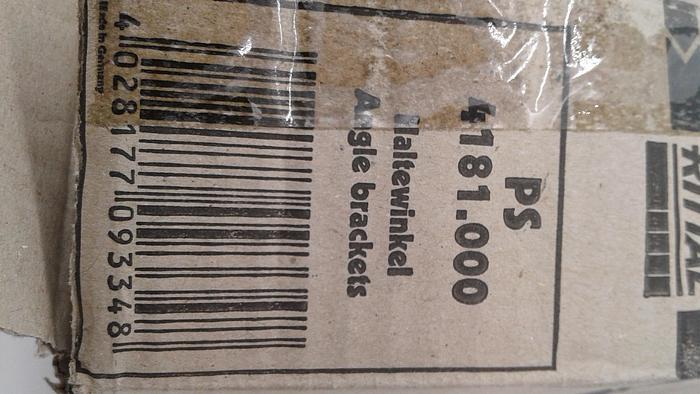 PS
4181.000
Haltewinkel
Angle brackets
4 028177 093348
Made in Germany